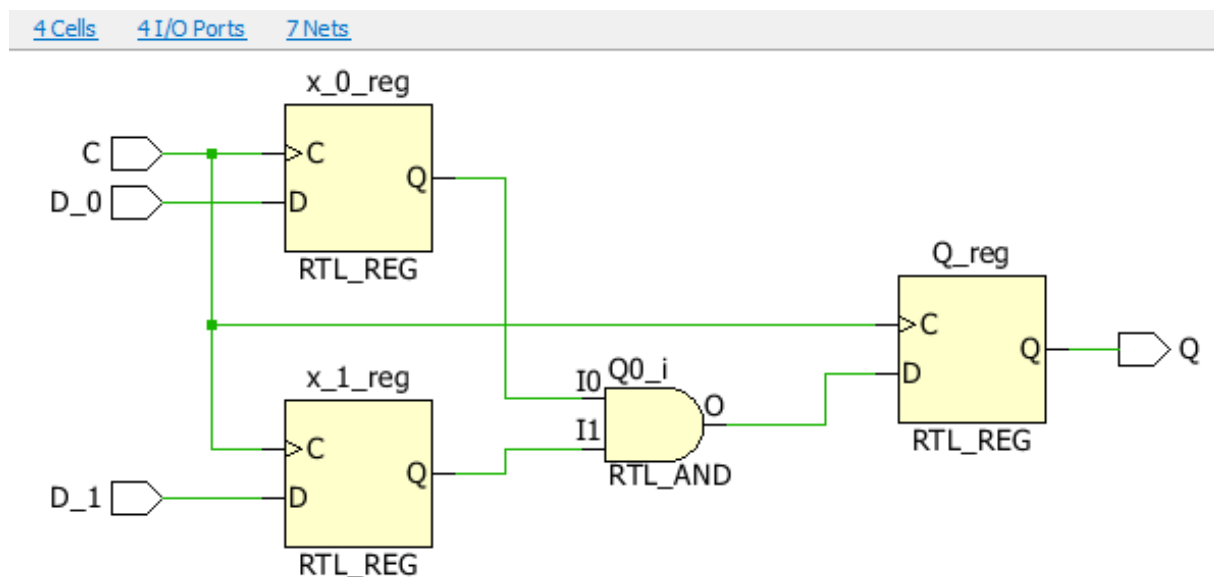 4 Cells 4 I/O Ports 7 Nets
x_0_reg
C
C
Q
D_0
D
RTL_REG
Q_reg
C
Q
Q
D
RTL_REG
x_1_reg
I0
Q0_i
O
I1
RTL_AND
C
Q
D_1
D
RTL_REG